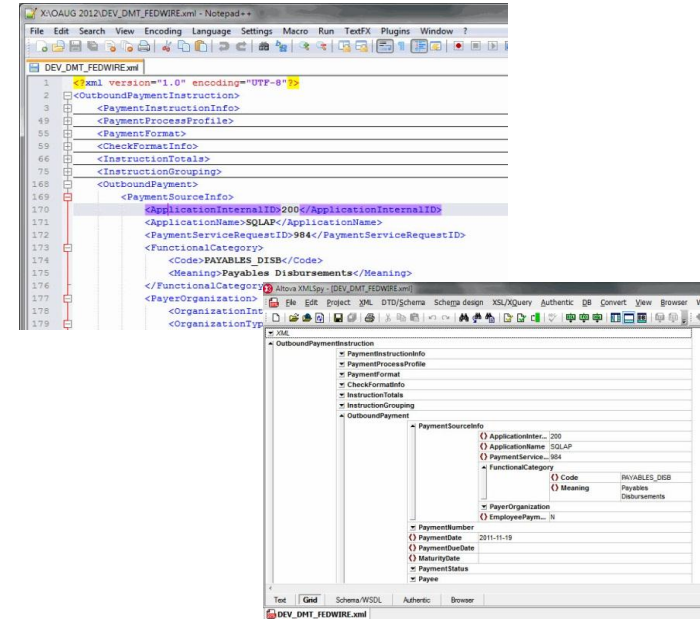 X:\OAUG 2012\DEV_DMT_FEDWIRE.xml - Notepad++
File Edit Search View Encoding Language Settings Macro Run TextFX Plugins Window ?
DEV_DMT_FEDWIRE.xml
1 <?xml version="1.0" encoding="UTF-8"?>
2 <OutboundPaymentInstruction>
3 <PaymentInstructionInfo>
49 <PaymentProcessProfile>
55 <PaymentFormat>
59 <CheckFormatInfo>
66 <InstructionTotals>
75 <InstructionGrouping>
168 <OutboundPayment>
169 <PaymentSourceInfo>
170 <ApplicationInternalID>200</ApplicationInternalID>
171 <ApplicationName>SQLAP</ApplicationName>
172 <PaymentServiceRequestID>984</PaymentServiceRequestID>
173 <FunctionalCategory>
174 <Code>PAYABLES_DISB</Code>
175 <Meaning>Payables Disbursements</Meaning>
176 </FunctionalCategory
177 <PayerOrganization>
178 <OrganizationInt
179 <OrganizationTyp
Altova XMLSpy - [DEV_DMT_FEDWIRE.xml]
File Edit Project XML DTD/Schema Schema design XSL/XQuery Authentic DB Convert View Browser W
XML
OutboundPaymentInstruction
PaymentInstructionInfo
PaymentProcessProfile
PaymentFormat
CheckFormatInfo
InstructionTotals
InstructionGrouping
OutboundPayment
PaymentSourceInfo
() ApplicationInter... 200
() ApplicationName SQLAP
() PaymentService... 984
FunctionalCategory
() Code PAYABLES_DISB
() Meaning Payables
Disbursements
PayerOrganization
() EmployeePaym... N
PaymentNumber
() PaymentDate 2011-11-19
() PaymentDueDate
() MaturityDate
PaymentStatus
Payee
Text Grid Schema/WSDL Authentic Browser
DEV_DMT_FEDWIRE.xml